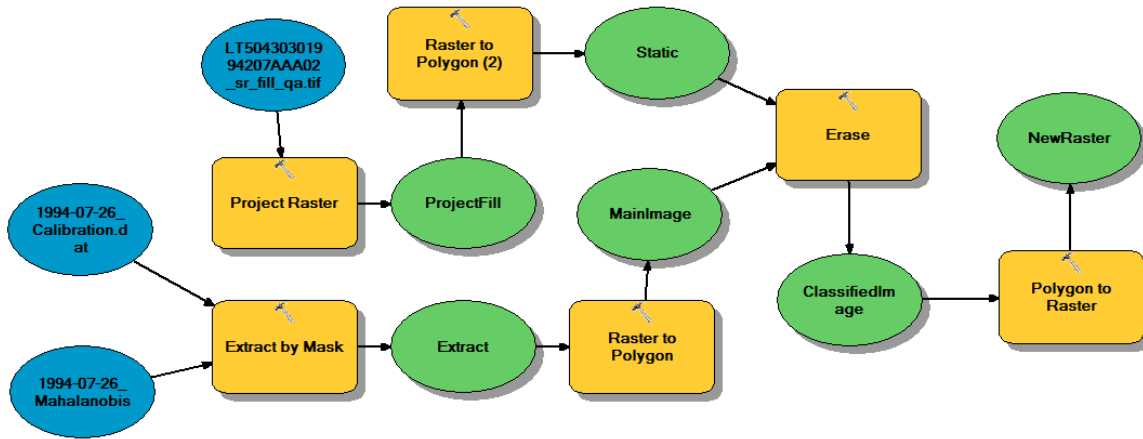 LT504303019
94207AAA02
_sr_fill_qa.tif
Raster to
Polygon (2)
Static
Erase
NewRaster
Project Raster
ProjectFill
MainImage
1994-07-26_
Calibration.d
at
ClassifiedIm
age
Polygon to
Raster
Extract by Mask
Extract
Raster to
Polygon
1994-07-26_
Mahalanobis